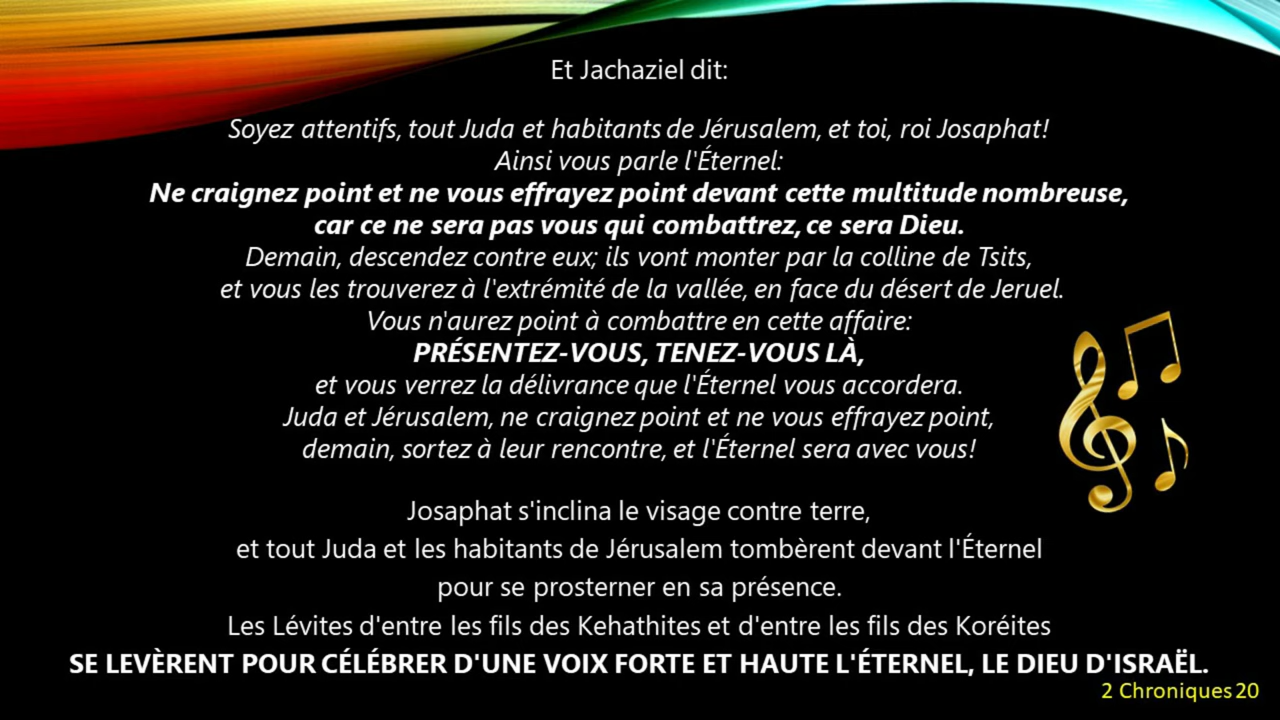 Et Jachaziel dit:
Soyez attentifs, tout Juda et habitants de Jérusalem, et toi, roi Josaphat!
Ainsi vous parle l'Éternel:
Ne craignez point et ne vous effrayez point devant cette multitude nombreuse,
car ce ne sera pas vous qui combattrez, ce sera Dieu.
Demain, descendez contre eux; ils vont monter par la colline de Tsits,
et vous les trouverez à l'extrémité de la vallée, en face du désert de Jeruel.
Vous n'aurez point à combattre en cette affaire:
PRÉSENTEZ-VOUS, TENEZ-VOUS LÀ,
et vous verrez la délivrance que l'Éternel vous accordera.
Juda et Jérusalem, ne craignez point et ne vous effrayez point,
demain, sortez à leur rencontre, et l'Éternel sera avec vous!
Josaphat s'inclina le visage contre terre,
et tout Juda et les habitants de Jérusalem tombèrent devant l'Éternel
pour se prosterner en sa présence.
Les Lévites d'entre les fils des Kehathites et d'entre les fils des Koréites
SE LEVÈRENT POUR CÉLÉBRER D'UNE VOIX FORTE ET HAUTE L'ÉTERNEL, LE DIEU D'ISRAËL.
2 Chroniques 20